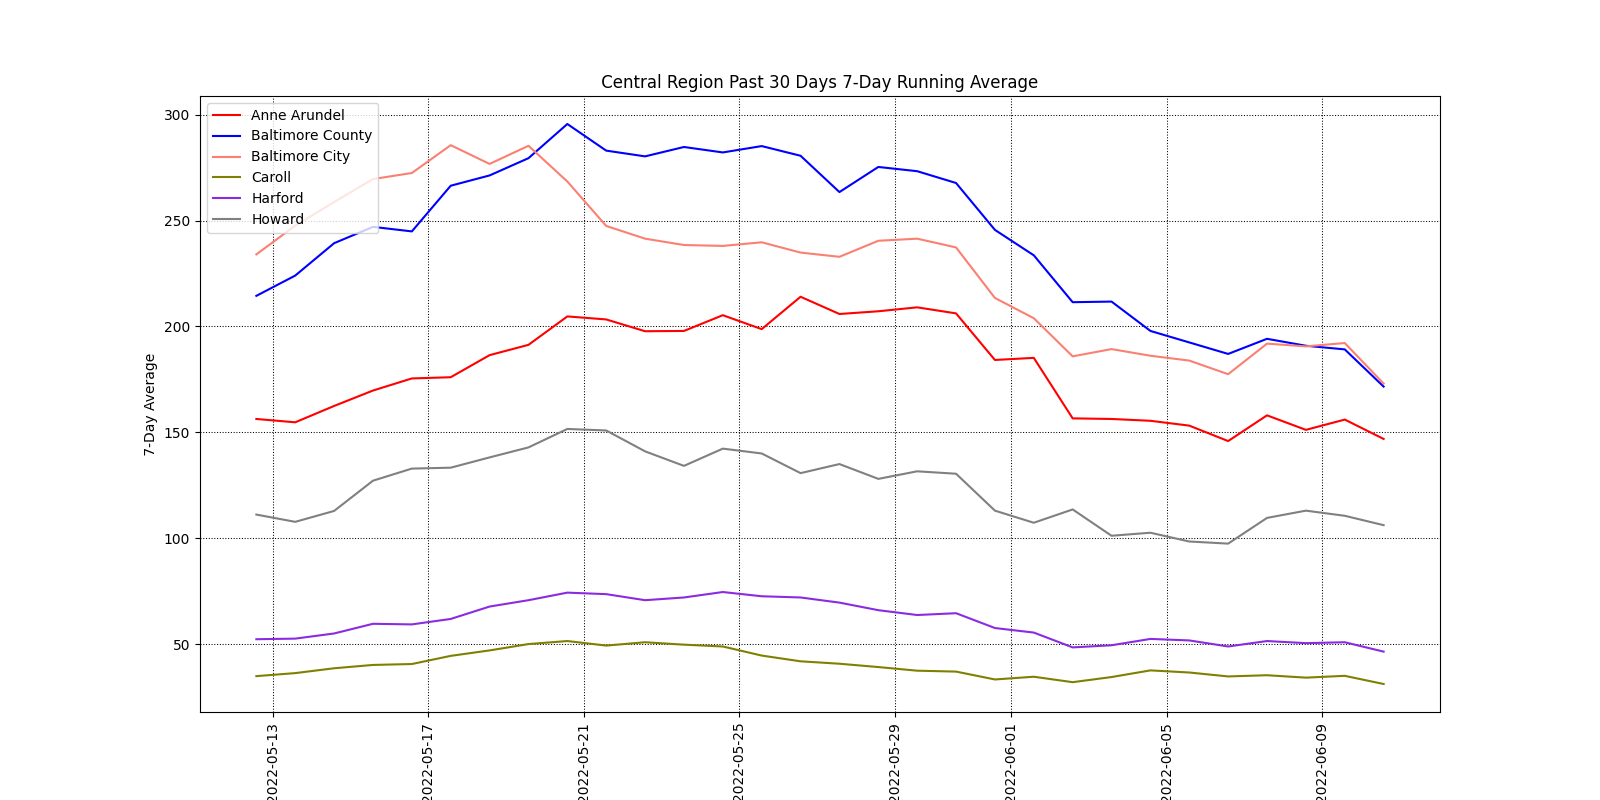 Central Region Past 30 Days 7-Day Running Average
300
250
200
150
100
50
7-Day Average
Anne Arundel
Baltimore County
Baltimore City
Caroll
Harford
Howard
2022-05-13
2022-05-17
2022-05-21
2022-05-25
2022-05-29
2022-06-01
2022-06-05
2022-06-09